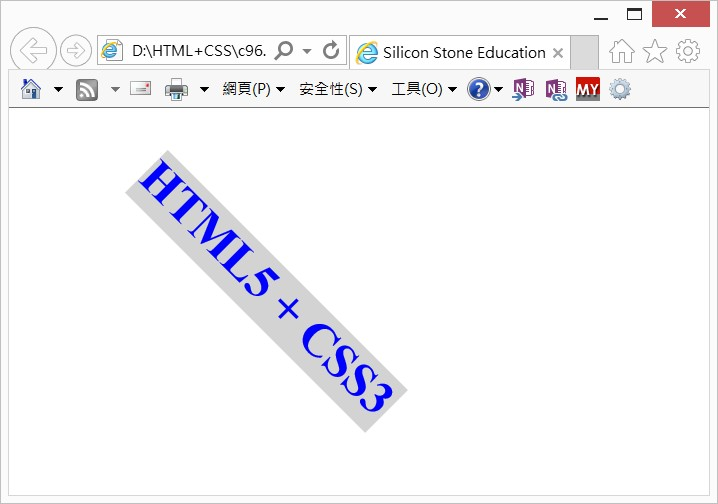 D:\HTML+CSS\c96.
Silicon Stone Education
網頁(P) 安全性(S) 工具(O) ? N N MY
HTML5 + CSS3